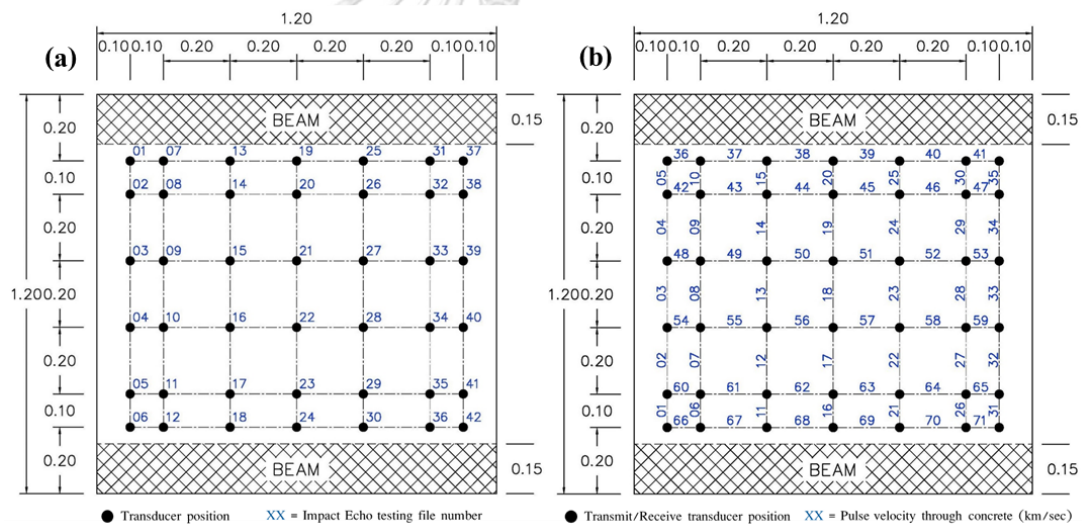 (a)
1.20
0.10 0.10 0.20 0.20 0.20 0.20 0.10
BEAM
0.20
0.15
01 07 13 19 25 31 37
0.10
02 08 14 20 26 32 38
0.20
03 09 15 21 27 33 39
1.20 0.20
04 10 16 22 28 34 40
0.20
05 11 17 23 29 35 41
0.10
06 12 18 24 30 36 42
0.20
BEAM
0.15
Transducer position XX = Impact Echo testing file number
(b)
1.20
0.10 0.10 0.20 0.20 0.20 0.20 0.10
BEAM
0.20
0.15
36 37 38 39 40 41
0.10
05 10 15 20 25 30 35
42 43 44 45 46 47
0.20
04 09 14 19 24 29 34
48 49 50 51 52 53
1.20 0.20
03 08 13 18 23 28 33
54 55 56 57 58 59
0.20
02 07 12 17 22 27 32
60 61 62 63 64 65
0.10
01 06 11 16 21 26 31
66 67 68 69 70 71
0.20
BEAM
0.15
Transmit/Receive transducer position XX = Pulse velocity through concrete (km/sec)